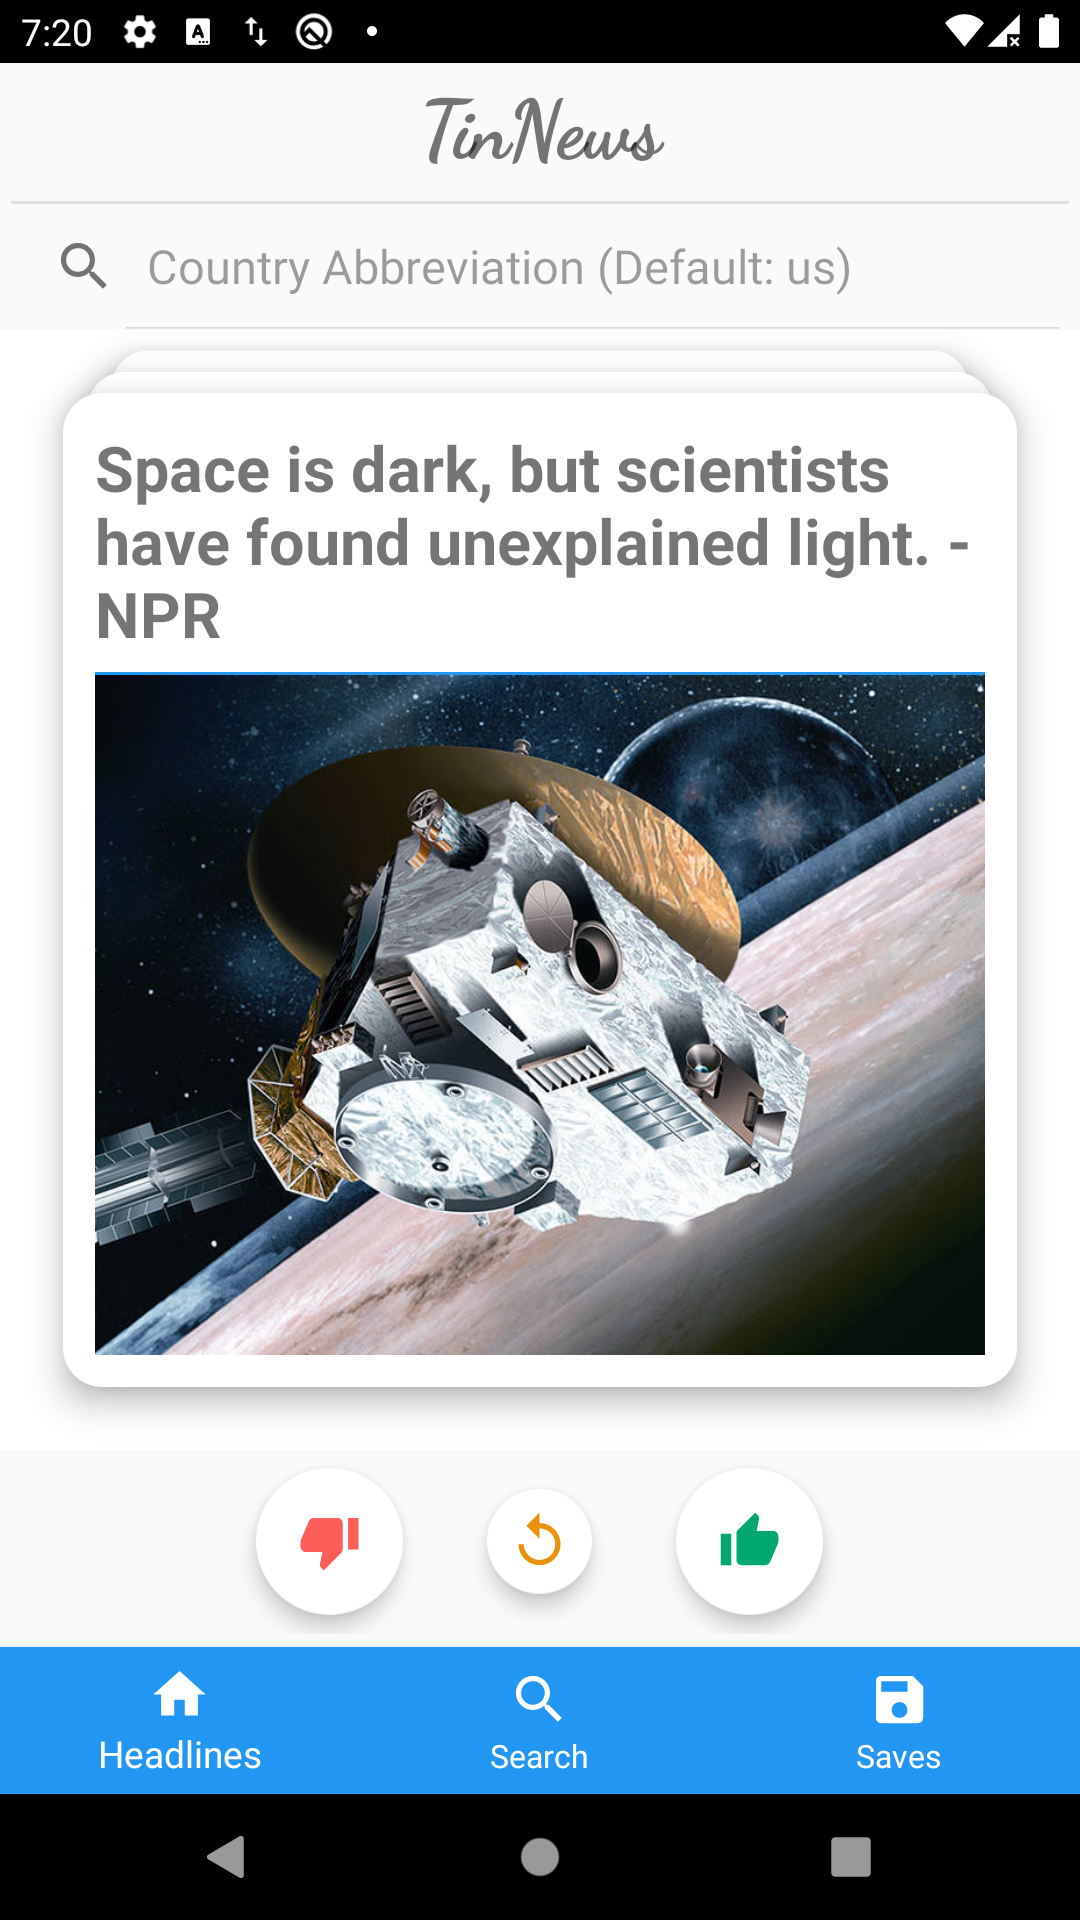 7:20
TinNews
Country Abbreviation (Default: us)
Space is dark, but scientists
have found unexplained light. -
NPR
Headlines
Search
Saves